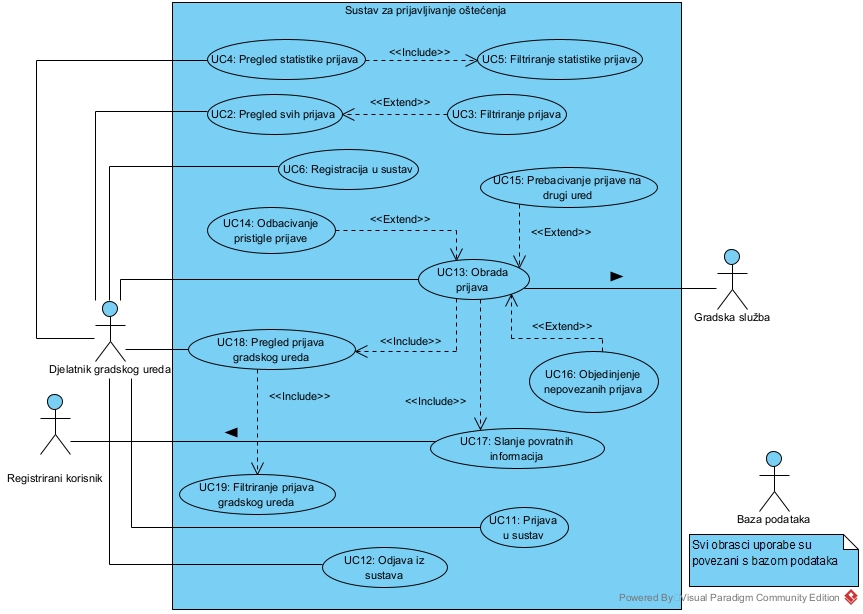 Sustav za prijavljivanje oštećenja
UC4: Pregled statistike prijava
<<Include>>
UC5: Filtriranje statistike prijava
UC2: Pregled svih prijava
<<Extend>>
UC3: Filtriranje prijava
UC6: Registracija u sustav
UC15: Prebacivanje prijave na
drugi ured
UC14: Odbacivanje
pristigle prijave
<<Extend>>
<<Extend>>
UC13: Obrada
prijava
Gradska služba
Djelatnik gradskog ureda
UC18: Pregled prijava
gradskog ureda
<<Include>>
<<Extend>>
UC16: Objedinjenje
nepovezanih prijava
<<Include>>
<<Include>>
Registrirani korisnik
UC17: Slanje povratnih
informacija
UC19: Filtriranje prijava
gradskog ureda
UC11: Prijava
u sustav
Baza podataka
UC12: Odjava iz
sustava
Svi obrasci uporabe su
povezani s bazom podataka
Powered By Visual Paradigm Community Edition